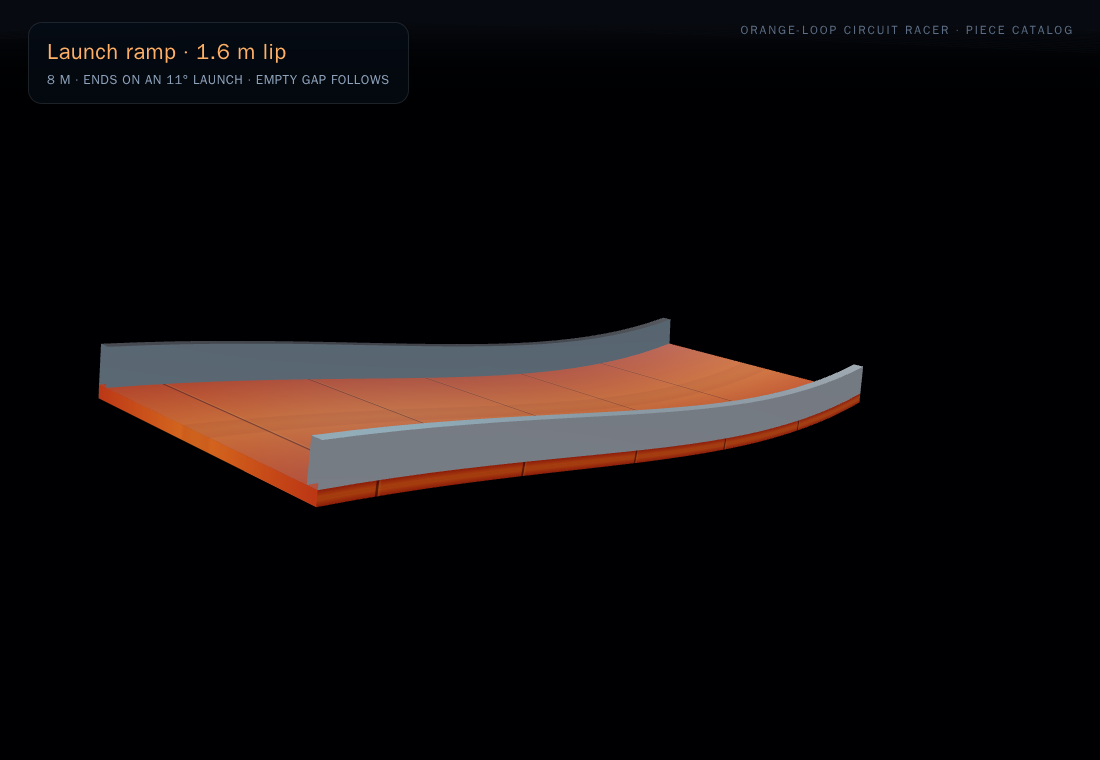 Launch ramp · 1.6 m lip
8 M · ENDS ON AN 11° LAUNCH · EMPTY GAP FOLLOWS
ORANGE-LOOP CIRCUIT RACER · PIECE CATALOG